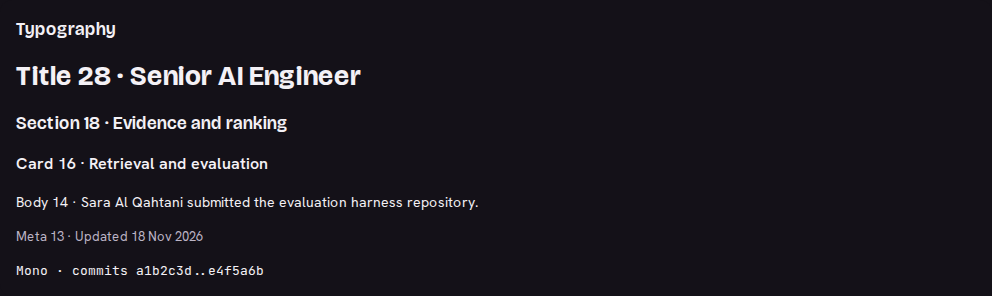 Typography
Title 28 · Senior AI Engineer
Section 18 · Evidence and ranking
Card 16 · Retrieval and evaluation
Body 14 · Sara Al Qahtani submitted the evaluation harness repository.
Meta 13 · Updated 18 Nov 2026
Mono · commits a1b2c3d..e4f5a6b